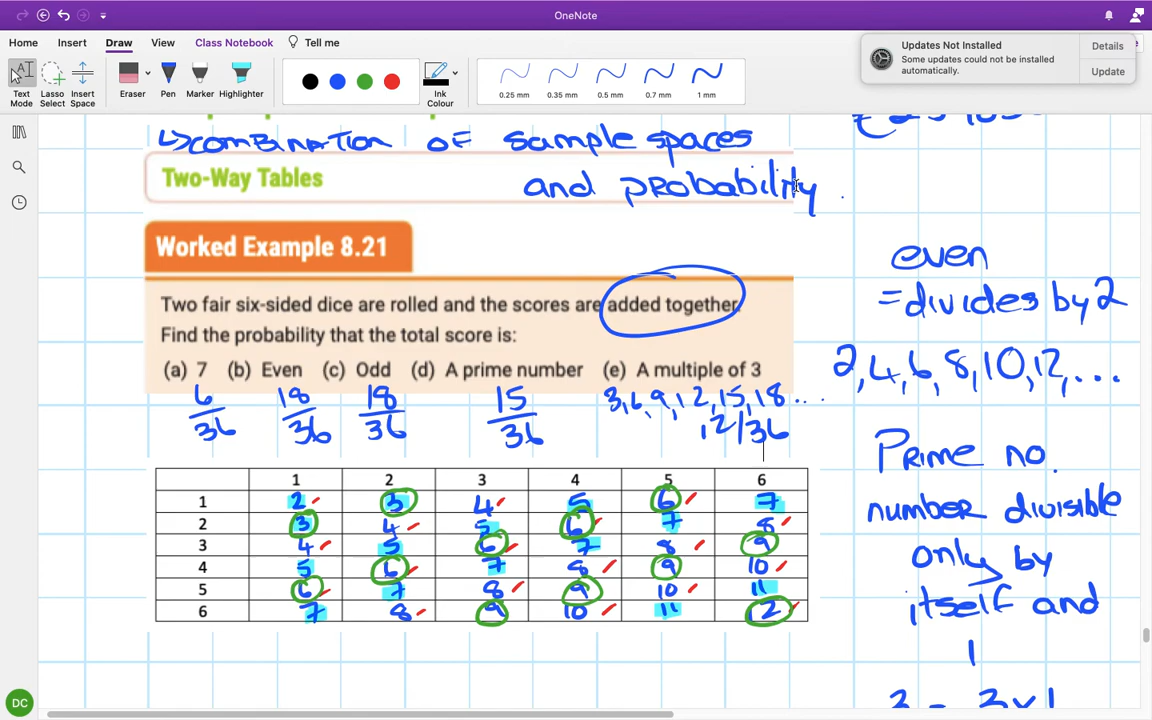 OneNote
Home Insert Draw View Class Notebook Tell me
Updates Not Installed
Some updates could not be installed
automatically.
Details
Update
Text
Mode
Lasso
Select
Insert
Space
Eraser
Pen
Marker
Highlighter
Ink
Colour
0.25 mm 0.35 mm 0.5 mm 0.7 mm 1 mm
↳combination of sample spaces
and probability.
Two-Way Tables
Worked Example 8.21
Two fair six-sided dice are rolled and the scores are added together.
Find the probability that the total score is:
(a) 7 (b) Even (c) Odd (d) A prime number (e) A multiple of 3
6/36 18/36 18/36 15/36
3,6,9,12,15,18...
12/36
1 2 3 4 5 6
1 2 3 4 5 6 7
2 3 4 5 6 7 8
3 4 5 6 7 8 9
4 5 6 7 8 9 10
5 6 7 8 9 10 11
6 7 8 9 10 11 12
even
=divides by 2
2,4,6,8,10,12,...
Prime no.
number divisible
only by
itself and
1
3 = 3x1
DC